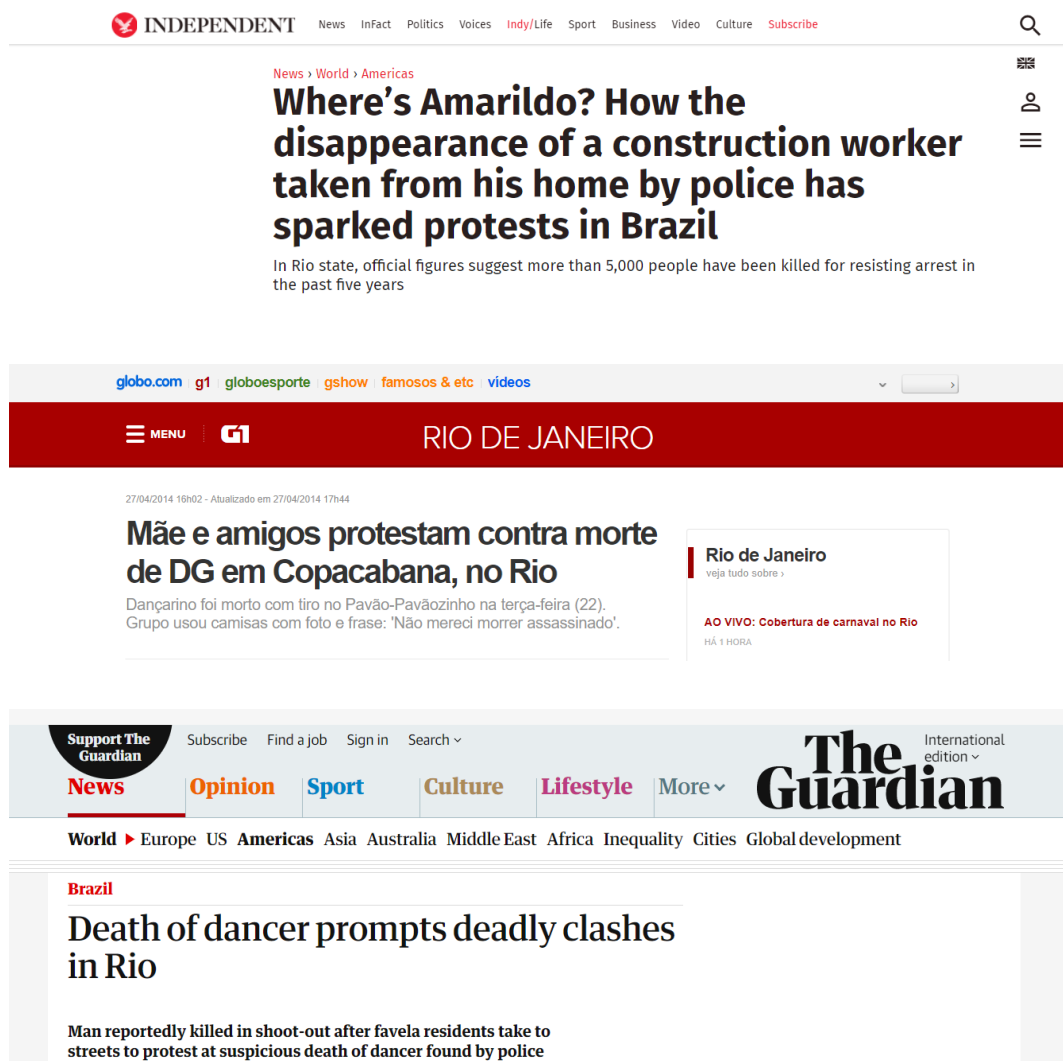 INDEPENDENT News InFact Politics Voices Indy/Life Sport Business Video Culture Subscribe
News › World › Americas
Where’s Amarildo? How the
disappearance of a construction worker
taken from his home by police has
sparked protests in Brazil
In Rio state, official figures suggest more than 5,000 people have been killed for resisting arrest in
the past five years
globo.com g1 globoesporte gshow famosos & etc vídeos
MENU G1 RIO DE JANEIRO
27/04/2014 16h02 - Atualizado em 27/04/2014 17h44
Mãe e amigos protestam contra morte
de DG em Copacabana, no Rio
Dançarino foi morto com tiro no Pavão-Pavãozinho na terça-feira (22).
Grupo usou camisas com foto e frase: 'Não mereci morrer assassinado'.
Rio de Janeiro
veja tudo sobre ›
AO VIVO: Cobertura de carnaval no Rio
HÁ 1 HORA
Support The
Guardian
Subscribe Find a job Sign in Search
The
Guardian
International
edition
News Opinion Sport Culture Lifestyle More
World Europe US Americas Asia Australia Middle East Africa Inequality Cities Global development
Brazil
Death of dancer prompts deadly clashes
in Rio
Man reportedly killed in shoot-out after favela residents take to
streets to protest at suspicious death of dancer found by police